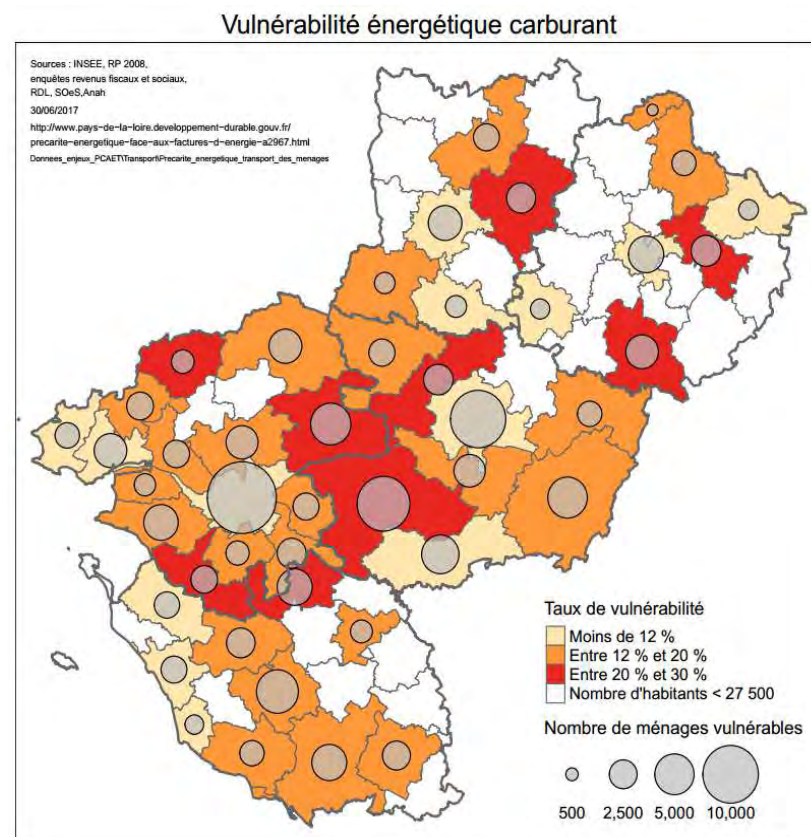 Vulnérabilité énergétique carburant
Sources : INSEE, RP 2008,
enquêtes revenus fiscaux et sociaux,
RDL, SOeS,Anah
30/06/2017
http://www.pays-de-la-loire.developpement-durable.gouv.fr/
precarite-energetique-face-aux-factures-d-energie-a2967.html
Donnees_enjeux_PCAET\Transport\Precarite_energetique_transport_des_menages
Taux de vulnérabilité
Moins de 12 %
Entre 12 % et 20 %
Entre 20 % et 30 %
Nombre d'habitants < 27 500
Nombre de ménages vulnérables
500 2,500 5,000 10,000